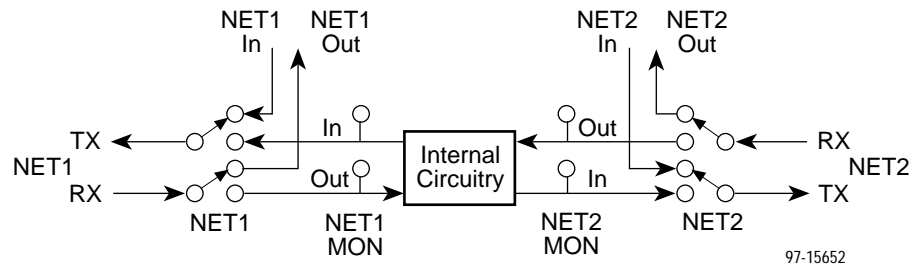 NET1 In
NET1 Out
NET2 In
NET2 Out
TX
In
Out
RX
NET1
Internal Circuitry
NET2
RX
Out
In
TX
NET1
NET1 MON
NET2 MON
NET2
97-15652